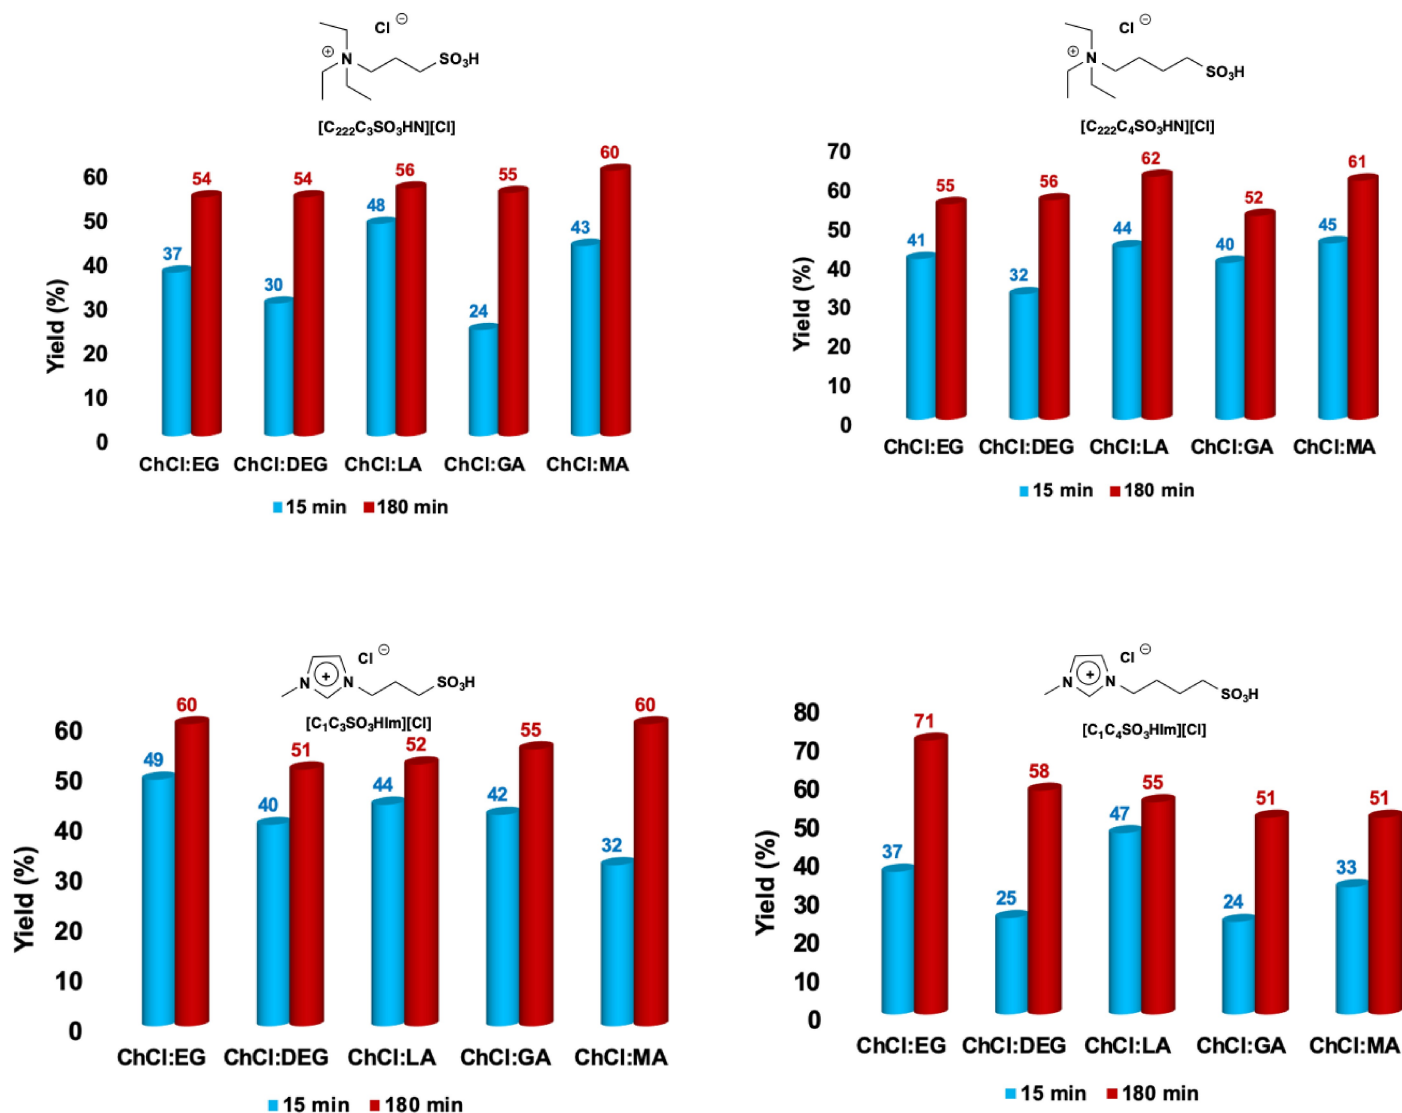 Cl ⊖
⊕
N
SO₃H
[C₂₂₂C₃SO₃HN][Cl]
Yield (%)
60
50
40
30
20
10
0
37
54
30
54
48
56
24
55
43
60
ChCl:EG ChCl:DEG ChCl:LA ChCl:GA ChCl:MA
15 min 180 min
Cl ⊖
⊕
N
SO₃H
[C₂₂₂C₄SO₃HN][Cl]
Yield (%)
70
60
50
40
30
20
10
0
41
55
32
56
44
62
40
52
45
61
ChCl:EG ChCl:DEG ChCl:LA ChCl:GA ChCl:MA
15 min 180 min
Cl ⊖
+
N N
SO₃H
[C₁C₃SO₃HIm][Cl]
Yield (%)
60
50
40
30
20
10
0
49
60
40
51
44
52
42
55
32
60
ChCl:EG ChCl:DEG ChCl:LA ChCl:GA ChCl:MA
15 min 180 min
Cl ⊖
+
N N
SO₃H
[C₁C₄SO₃HIm][Cl]
Yield (%)
80
70
60
50
40
30
20
10
0
37
71
25
58
47
55
24
51
33
51
ChCl:EG ChCl:DEG ChCl:LA ChCl:GA ChCl:MA
15 min 180 min